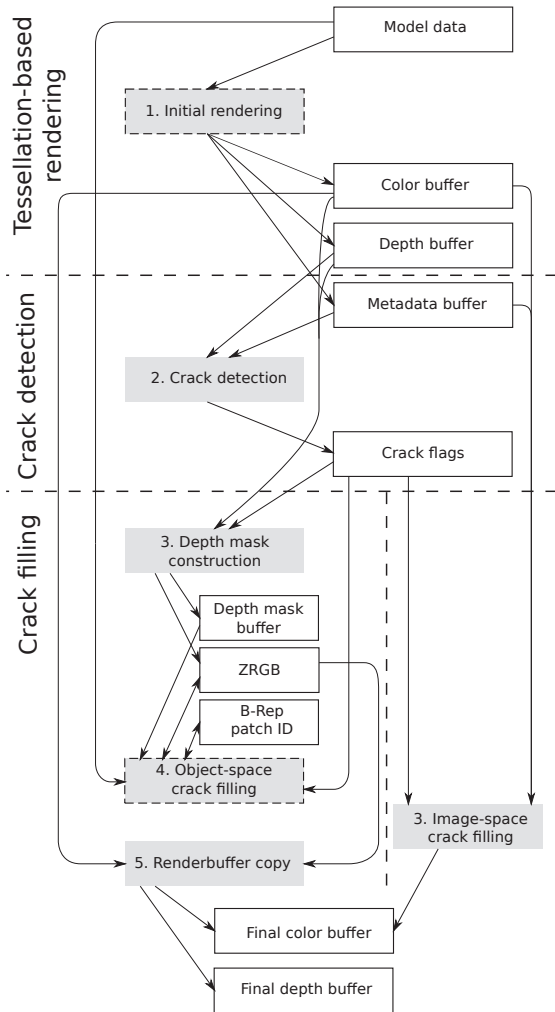 Tessellation-based
rendering
Model data
1. Initial rendering
Color buffer
Depth buffer
Crack detection
Metadata buffer
2. Crack detection
Crack flags
Crack filling
3. Depth mask
construction
Depth mask
buffer
ZRGB
B-Rep
patch ID
4. Object-space
crack filling
3. Image-space
crack filling
5. Renderbuffer copy
Final color buffer
Final depth buffer